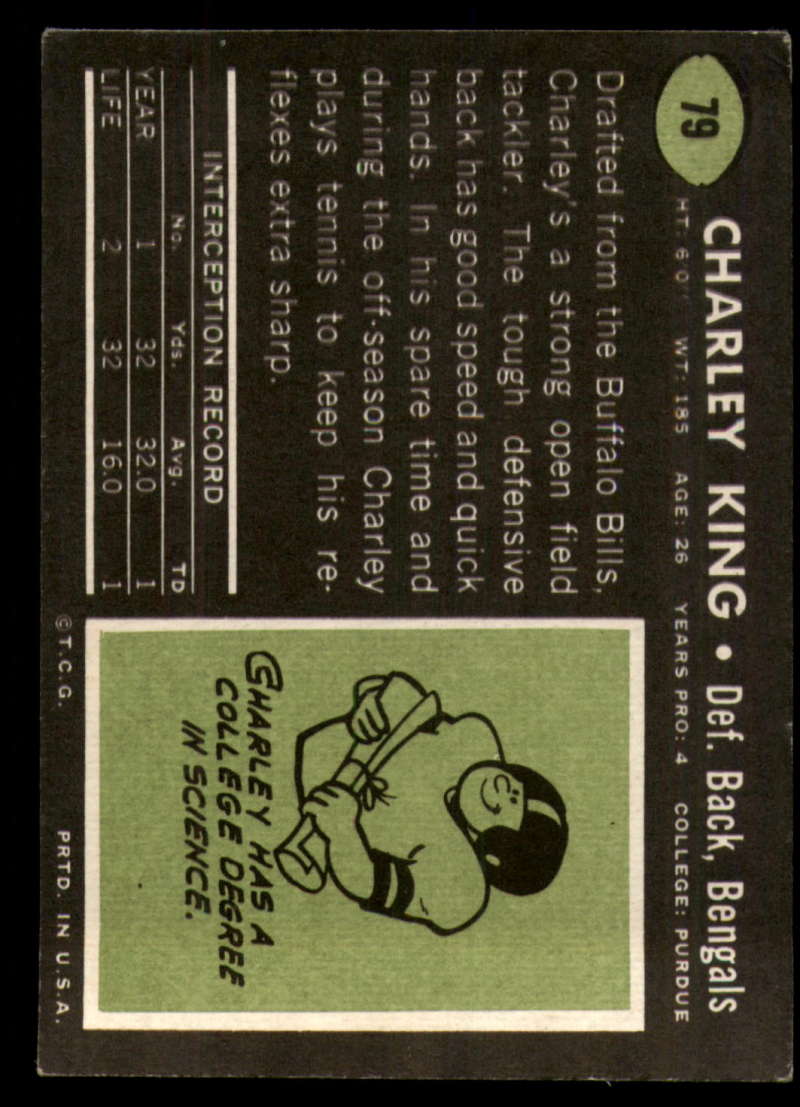 79
CHARLEY KING • Def. Back, Bengals
HT: 6'0" WT: 185 AGE: 26 YEARS PRO: 4 COLLEGE: PURDUE
Drafted from the Buffalo Bills,
Charley's a strong open field
tackler. The tough defensive
back has good speed and quick
hands. In his spare time and
during the off-season Charley
plays tennis to keep his re-
flexes extra sharp.
INTERCEPTION RECORD
No. Yds. Avg. TD
YEAR 1 32 32.0 1
LIFE 2 32 16.0 1
CHARLEY HAS A
COLLEGE DEGREE
IN SCIENCE.
©T.C.G. PRTD. IN U.S.A.